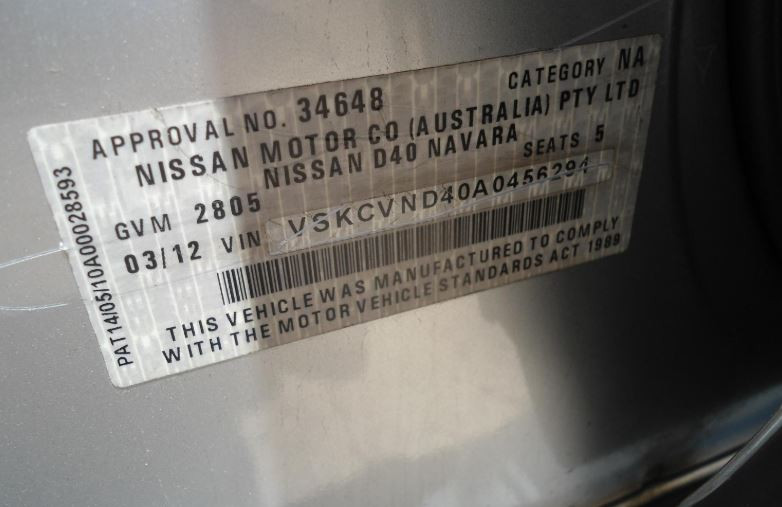 APPROVAL NO. 34648 CATEGORY NA
NISSAN MOTOR CO (AUSTRALIA) PTY LTD
NISSAN D40 NAVARA
GVM 2805 SEATS 5
03/12 VIN VSKCVND40A0456294
THIS VEHICLE WAS MANUFACTURED TO COMPLY
WITH THE MOTOR VEHICLE STANDARDS ACT 1989
PAT14/05/10A00028593